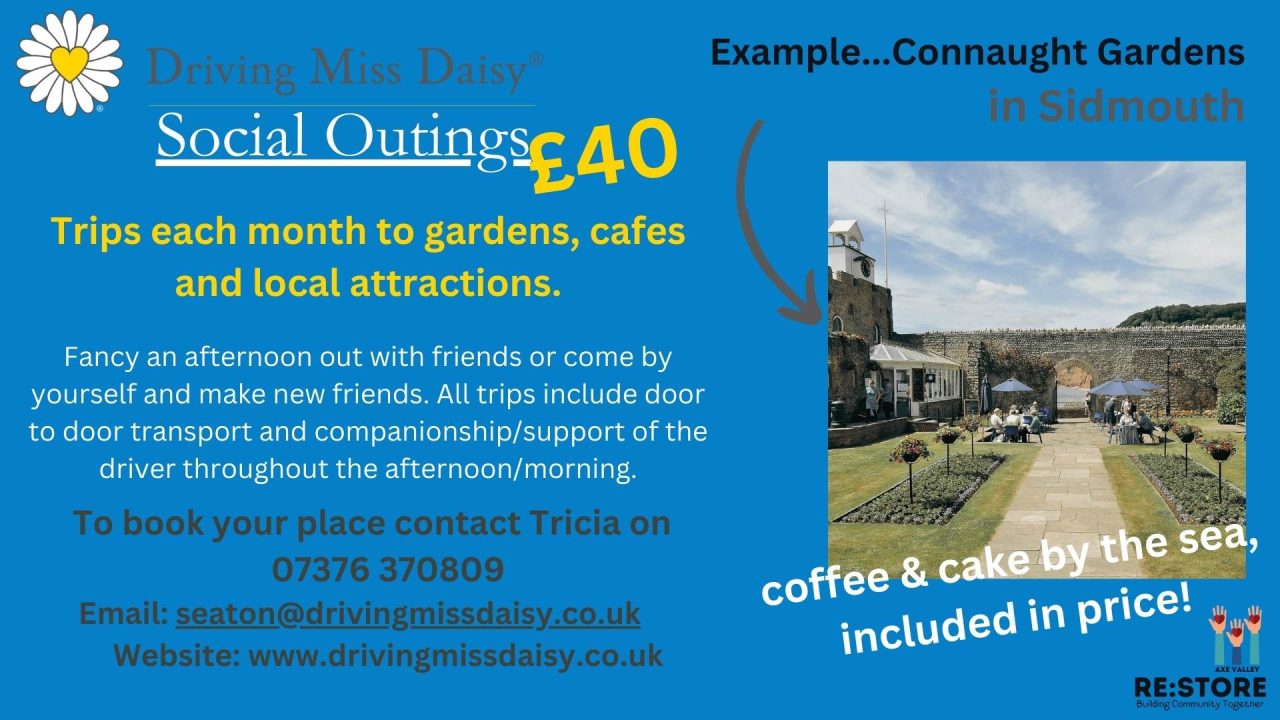 Driving Miss Daisy®
Social Outings
£40
Trips each month to gardens, cafes
and local attractions.
Fancy an afternoon out with friends or come by
yourself and make new friends. All trips include door
to door transport and companionship/support of the
driver throughout the afternoon/morning.
To book your place contact Tricia on
07376 370809
Email: seaton@drivingmissdaisy.co.uk
Website: www.drivingmissdaisy.co.uk
Example...Connaught Gardens
in Sidmouth
coffee & cake by the sea,
included in price!
AXE VALLEY
RE:STORE
Building Community Together